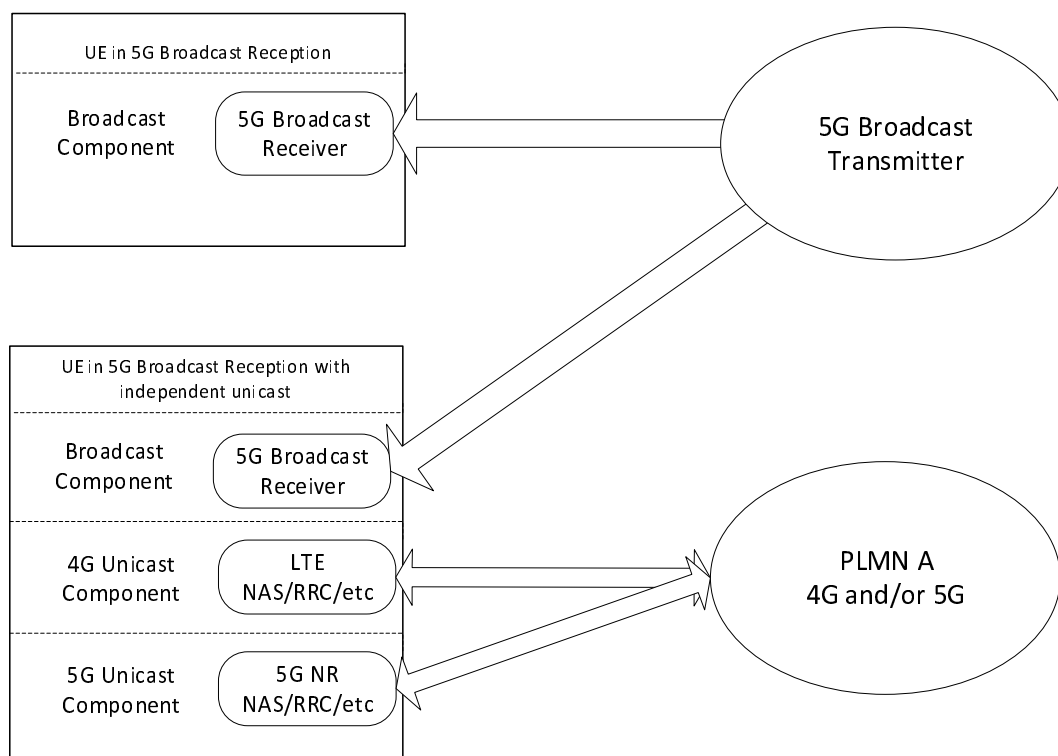 UE in 5G Broadcast Reception
Broadcast
Component
5G Broadcast
Receiver
5G Broadcast
Transmitter
UE in 5G Broadcast Reception with
independent unicast
Broadcast
Component
5G Broadcast
Receiver
4G Unicast
Component
LTE
NAS/RRC/etc
PLMN A
4G and/or 5G
5G Unicast
Component
5G NR
NAS/RRC/etc